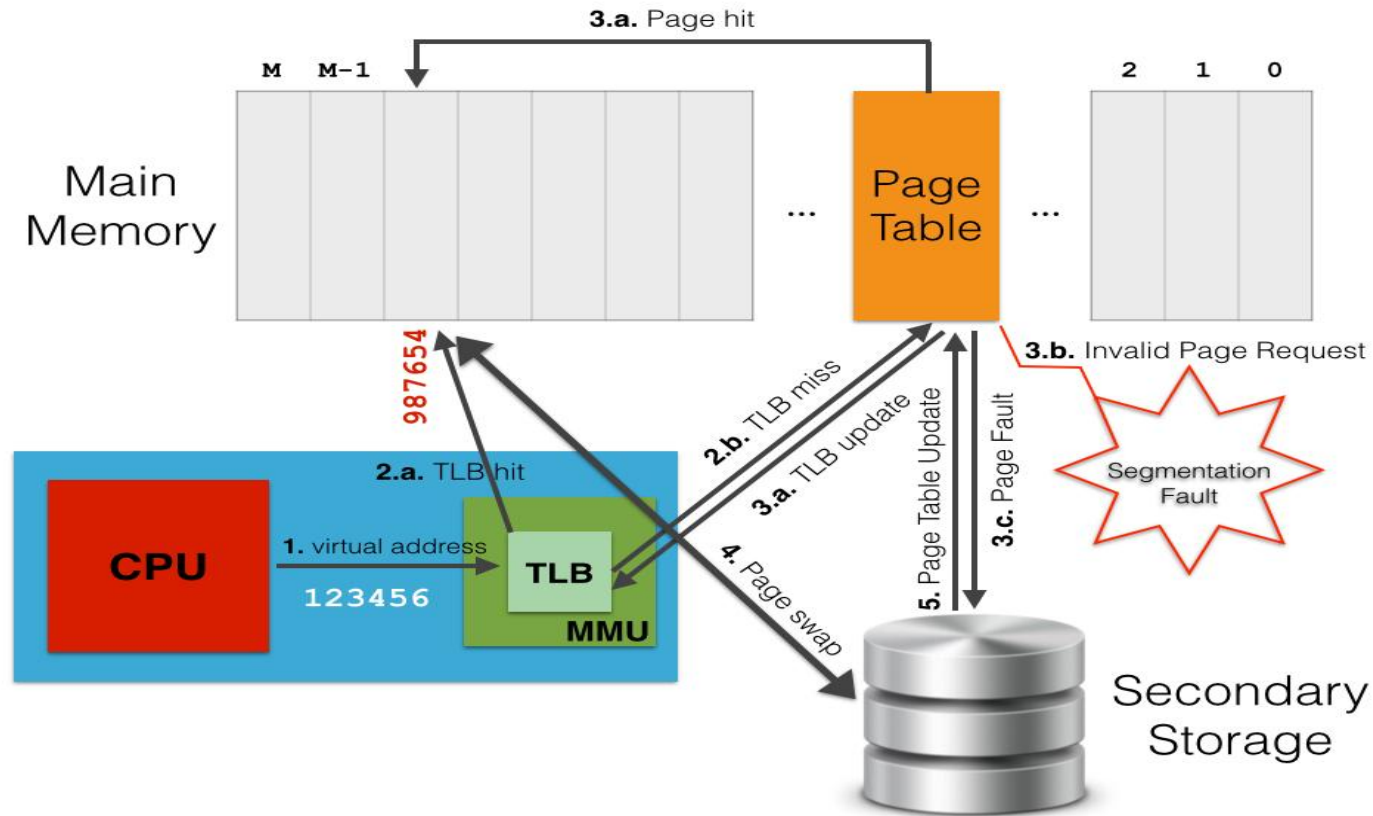 3.a. Page hit
M M-1 2 1 0
Main
Memory
...
Page
Table
...
987654
2.b. TLB miss
3.a. TLB update
5. Page Table Update
3.c. Page Fault
3.b. Invalid Page Request
Segmentation
Fault
2.a. TLB hit
CPU
1. virtual address
123456
TLB
MMU
4. Page swap
Secondary
Storage